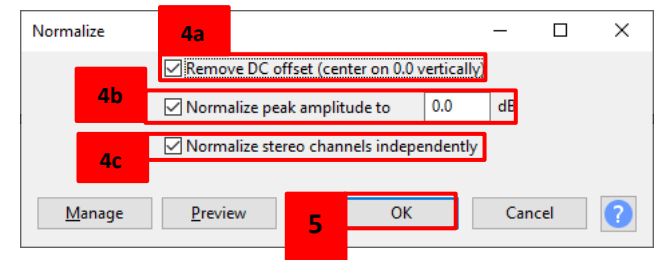 Normalize 4a
Remove DC offset (center on 0.0 vertically)
4b Normalize peak amplitude to 0.0 dB
4c Normalize stereo channels independently
Manage Preview 5 OK Cancel ?